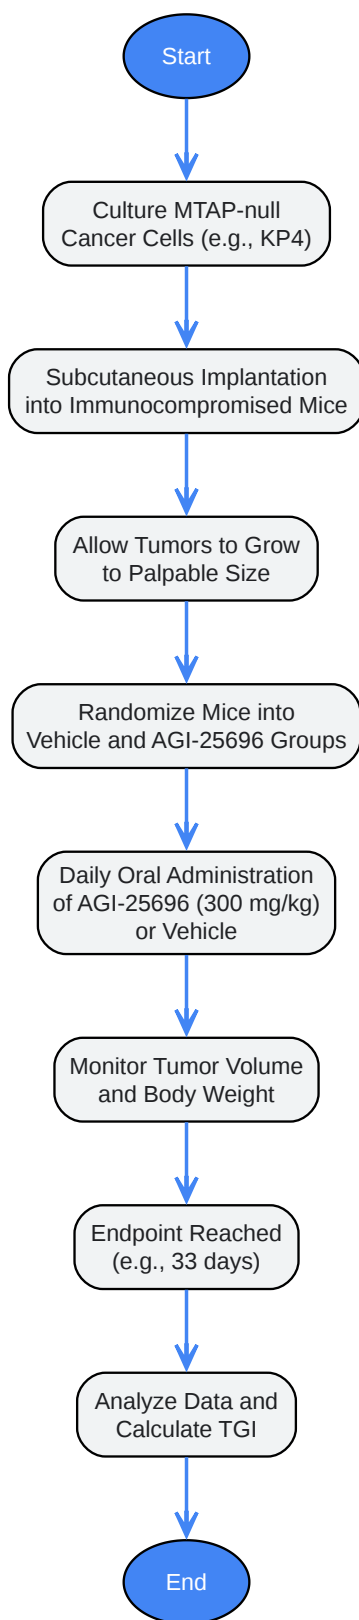 Start
Culture MTAP-null
Cancer Cells (e.g., KP4)
Subcutaneous Implantation
into Immunocompromised Mice
Allow Tumors to Grow
to Palpable Size
Randomize Mice into
Vehicle and AGI-25696 Groups
Daily Oral Administration
of AGI-25696 (300 mg/kg)
or Vehicle
Monitor Tumor Volume
and Body Weight
Endpoint Reached
(e.g., 33 days)
Analyze Data and
Calculate TGI
End